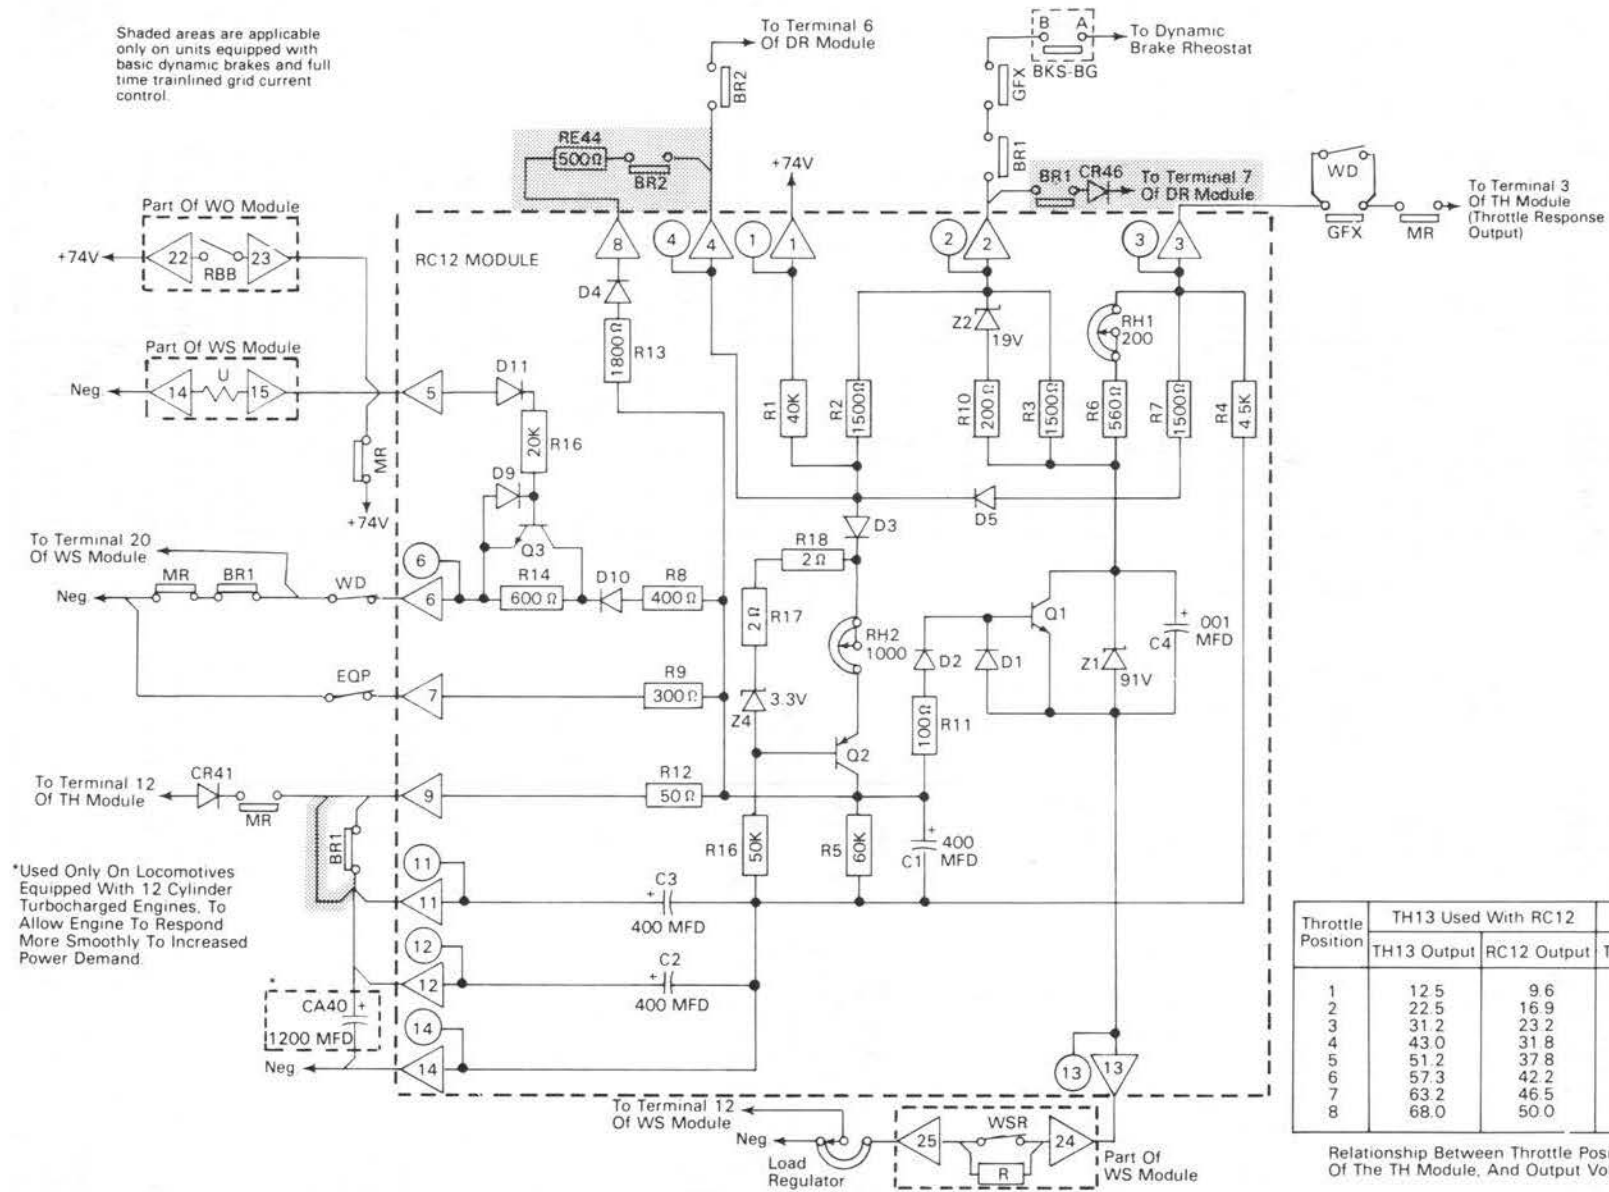 Shaded areas are applicable
only on units equipped with
basic dynamic brakes and full
time trainlined grid current
control.
To Terminal 6
Of DR Module
BR2
B A
BKS-BG
To Dynamic
Brake Rheostat
GFX
BR1
RE44
500Ω
BR2
+74V
BR1
CR46
To Terminal 7
Of DR Module
WD
GFX
MR
To Terminal 3
Of TH Module
(Throttle Response
Output)
Part Of WO Module
+74V
22
RBB
23
RC12 MODULE
8
4
4
1
1
2
2
3
3
D4
1800Ω
R13
Z2
19V
RH1
200
Part Of WS Module
Neg.
14
U
15
5
D11
R16
20K
R1
40K
R2
1500Ω
R10
200Ω
R3
1500Ω
R6
560Ω
R7
1500Ω
R4
4.5K
MR
+74V
D9
Q3
D5
D3
R18
2Ω
To Terminal 20
Of WS Module
Neg.
MR
BR1
WD
6
6
R14
600Ω
D10
R8
400Ω
R17
2Ω
RH2
1000
D2
D1
Q1
Z1
91V
+
C4
001
MFD
EQP
7
R9
300Ω
Z4
3.3V
R11
100Ω
Q2
To Terminal 12
Of TH Module
CR41
MR
9
R12
50Ω
BR1
R16
50K
R5
60K
+
C1
400
MFD
*Used Only On Locomotives
Equipped With 12 Cylinder
Turbocharged Engines, To
Allow Engine To Respond
More Smoothly To Increased
Power Demand.
11
11
C3
+
400 MFD
12
12
C2
+
400 MFD
*
CA40 +
1200 MFD
Neg.
14
14
13
13
To Terminal 12
Of WS Module
Neg.
Load
Regulator
25
WSR
R
24
Part Of
WS Module
Throttle
Position
TH13 Used With RC12
TH13 Output RC12 Output T
1 12.5 9.6
2 22.5 16.9
3 31.2 23.2
4 43.0 31.8
5 51.2 37.8
6 57.3 42.2
7 63.2 46.5
8 68.0 50.0
Relationship Between Throttle Posi
Of The TH Module, And Output Vo